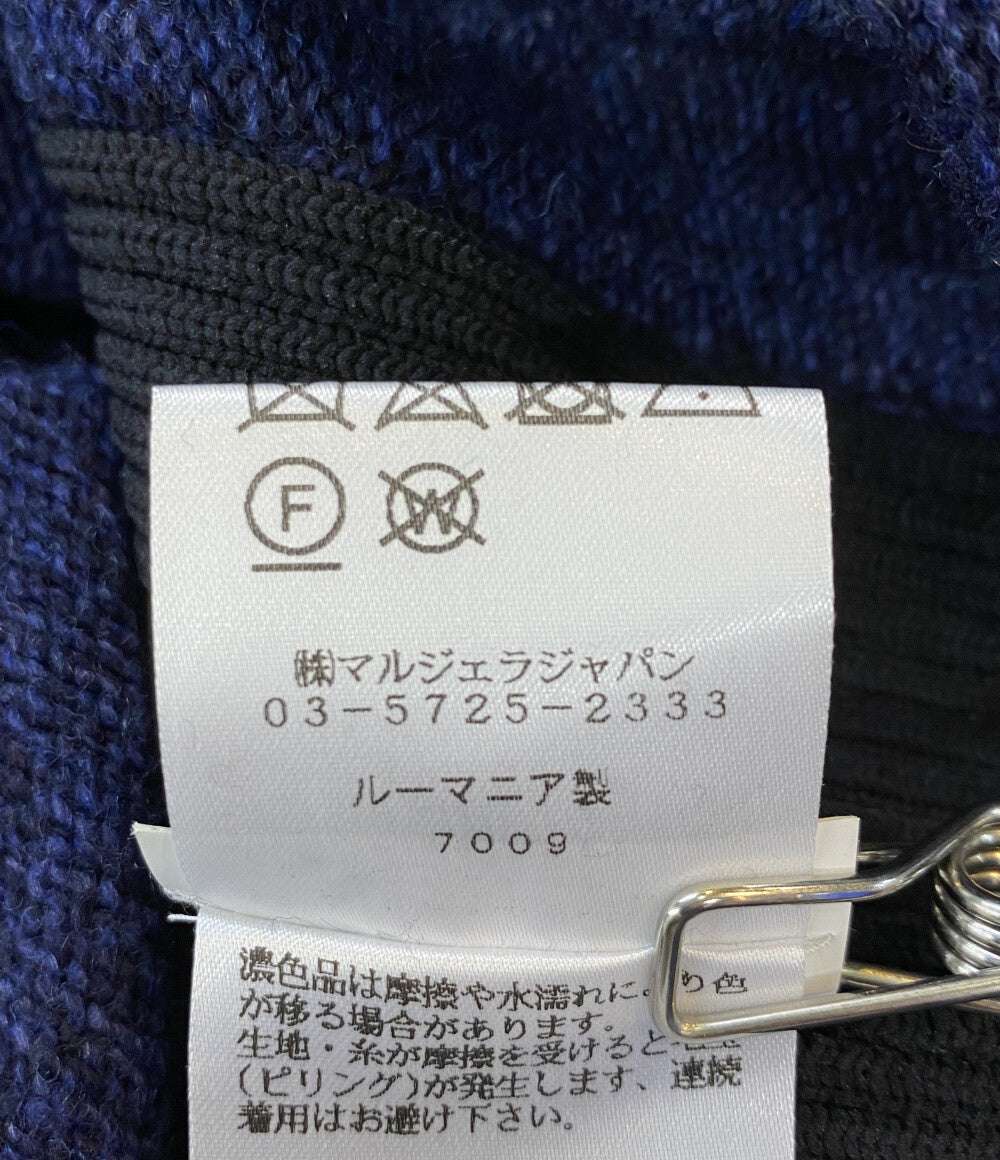 F
W
㈱マルジェラジャパン
03-5725-2333
ルーマニア製
7009
濃色品は摩擦や水濡れに。り色
が移る場合があります。
生地・糸が摩擦を受けると
(ピリング)が発生します、連続
着用はお避け下さい。